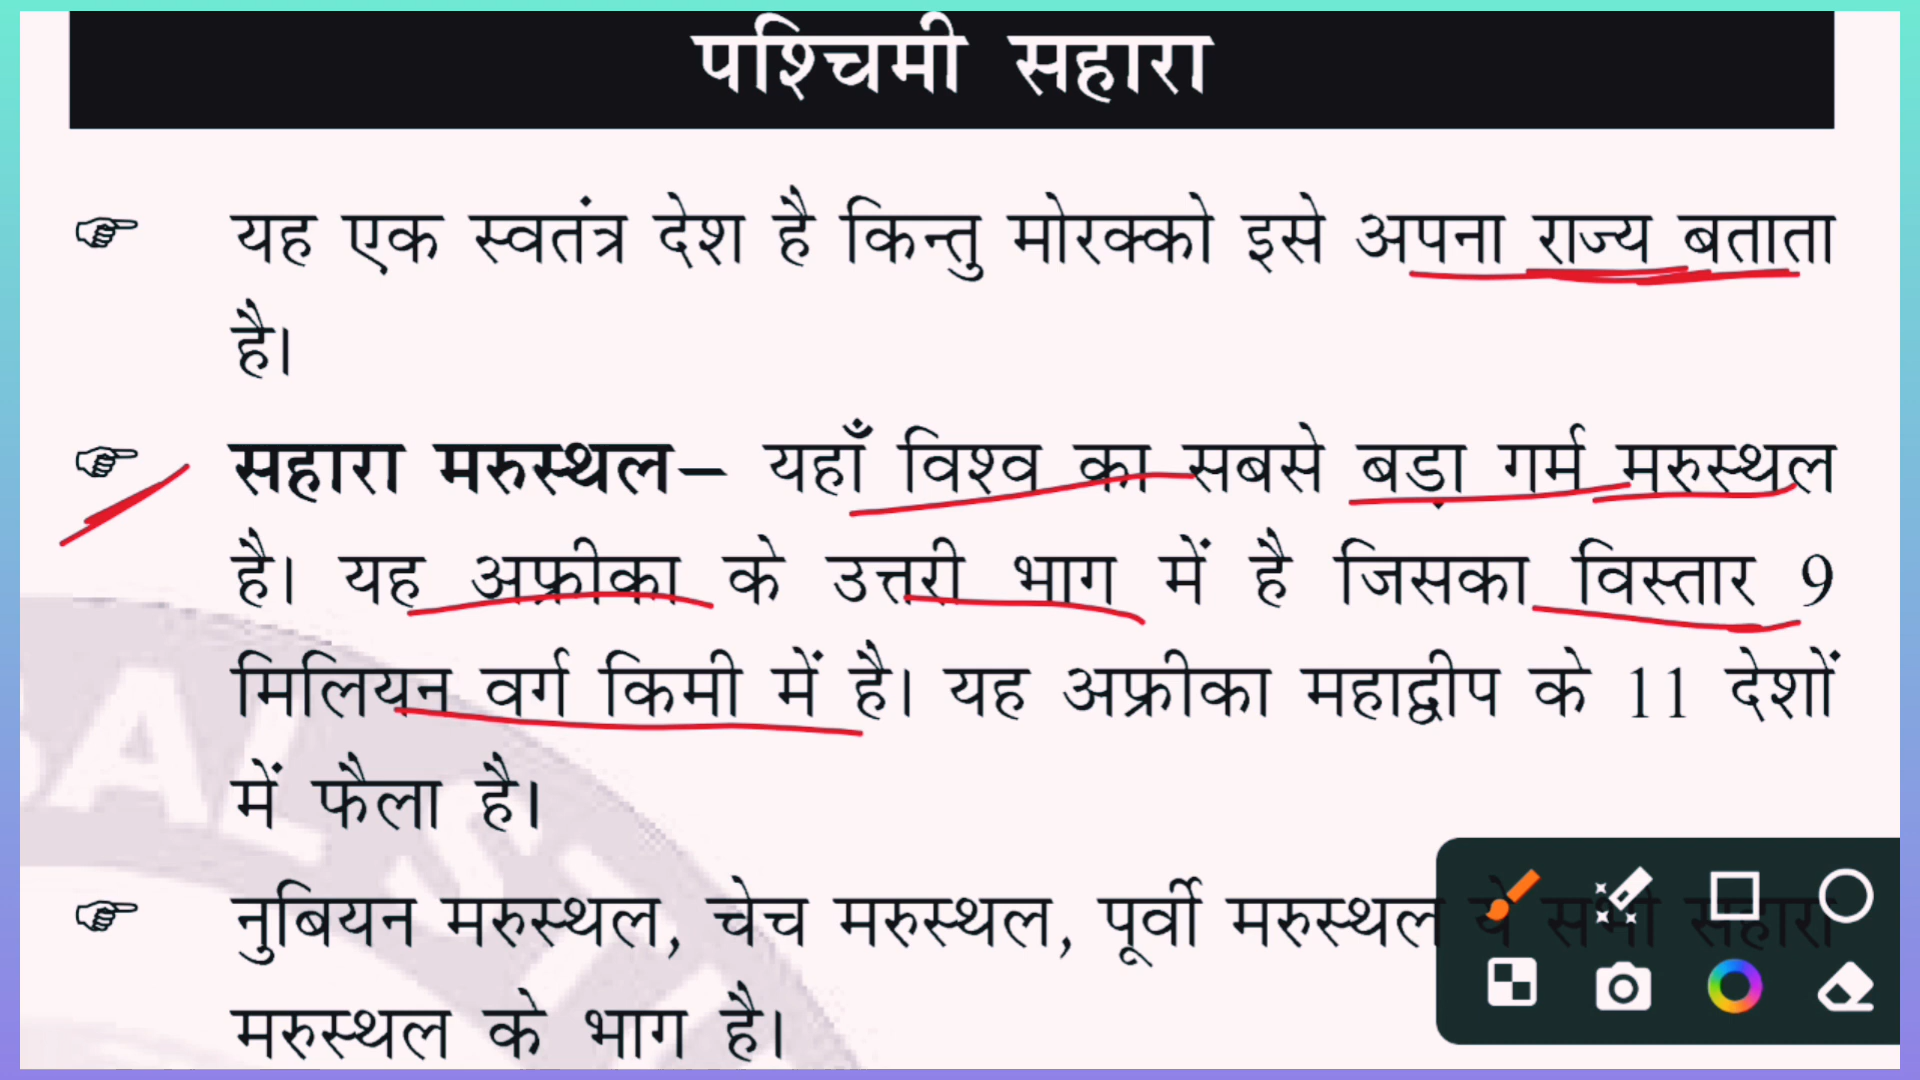 पश्चिमी सहारा
यह एक स्वतंत्र देश है किन्तु मोरक्को इसे अपना राज्य बताता
है।
सहारा मरुस्थल– यहाँ विश्व का सबसे बड़ा गर्म मरुस्थल
है। यह अफ्रीका के उत्तरी भाग में है जिसका विस्तार 9
मिलियन वर्ग किमी में है। यह अफ्रीका महाद्वीप के 11 देशों
में फैला है।
नुबियन मरुस्थल, चेच मरुस्थल, पूर्वी मरुस्थल ये सभी सहारा
मरुस्थल के भाग है।